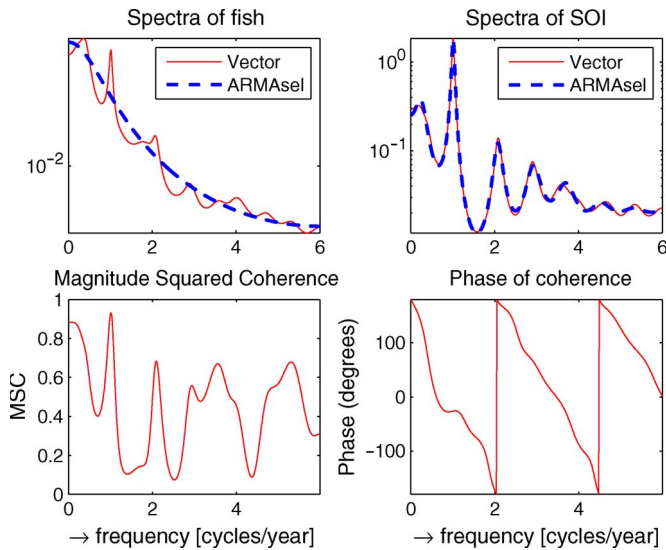 Spectra of fish
Vector
ARMAsel
10^-2
0 2 4 6
Spectra of SOI
Vector
ARMAsel
10^0
10^-1
0 2 4 6
Magnitude Squared Coherence
MSC
1
0.8
0.6
0.4
0.2
0
0 2 4
→ frequency [cycles/year]
Phase of coherence
Phase (degrees)
100
0
−100
0 2 4
→ frequency [cycles/year]